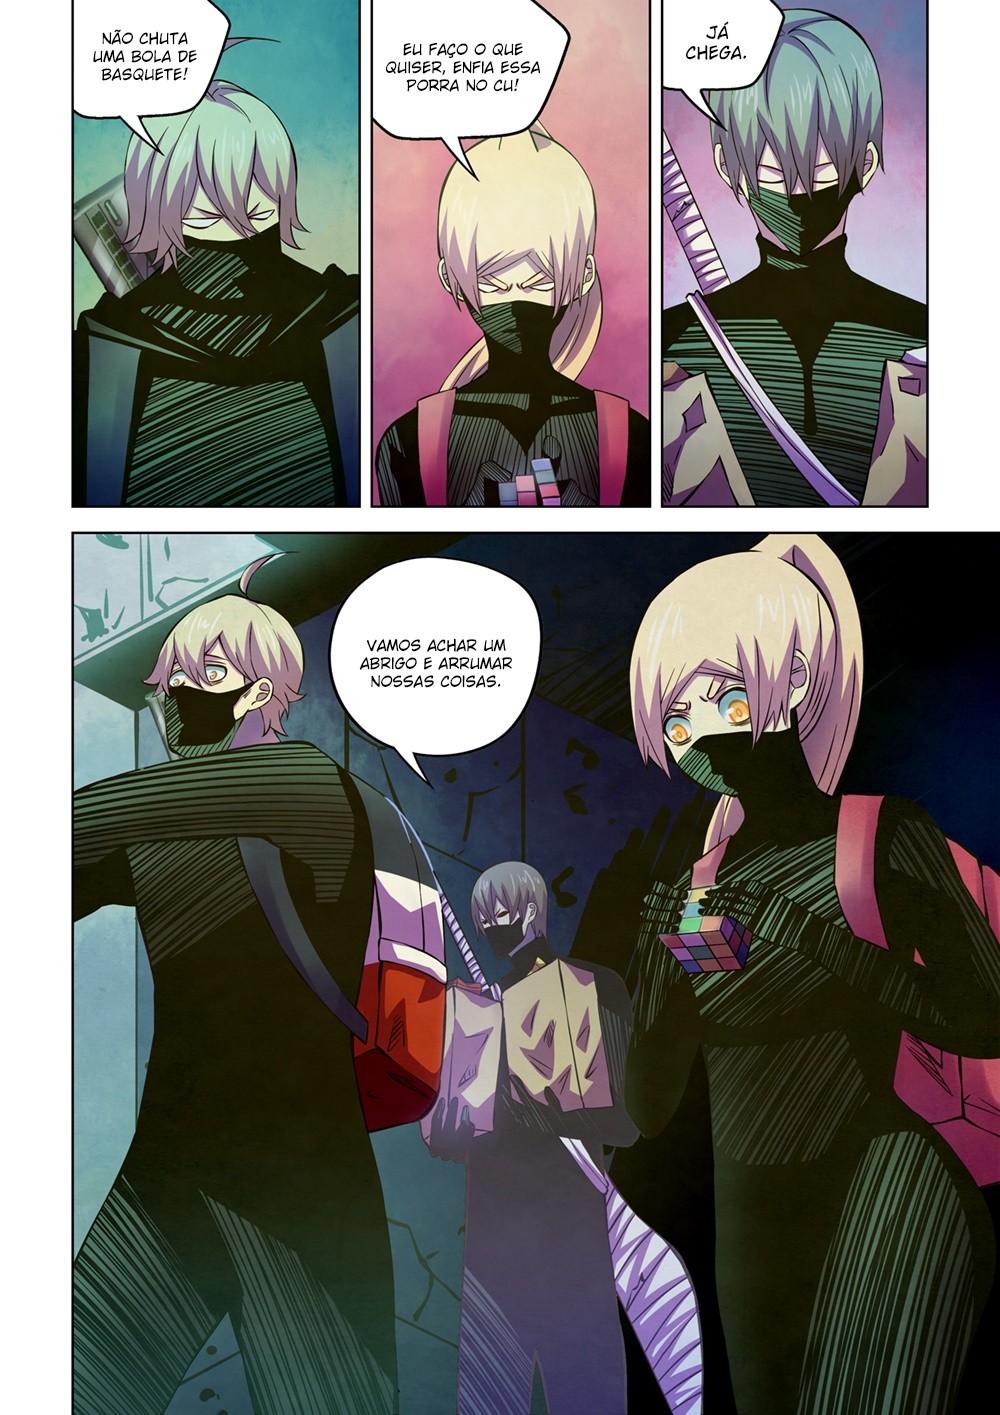 NÃO CHUTA
UMA BOLA DE
BASQUETE!
EU FAÇO O QUE
QUISER, ENFIA ESSA
PORRA NO CU!
JÁ
CHEGA.
VAMOS ACHAR UM
ABRIGO E ARRUMAR
NOSSAS COISAS.